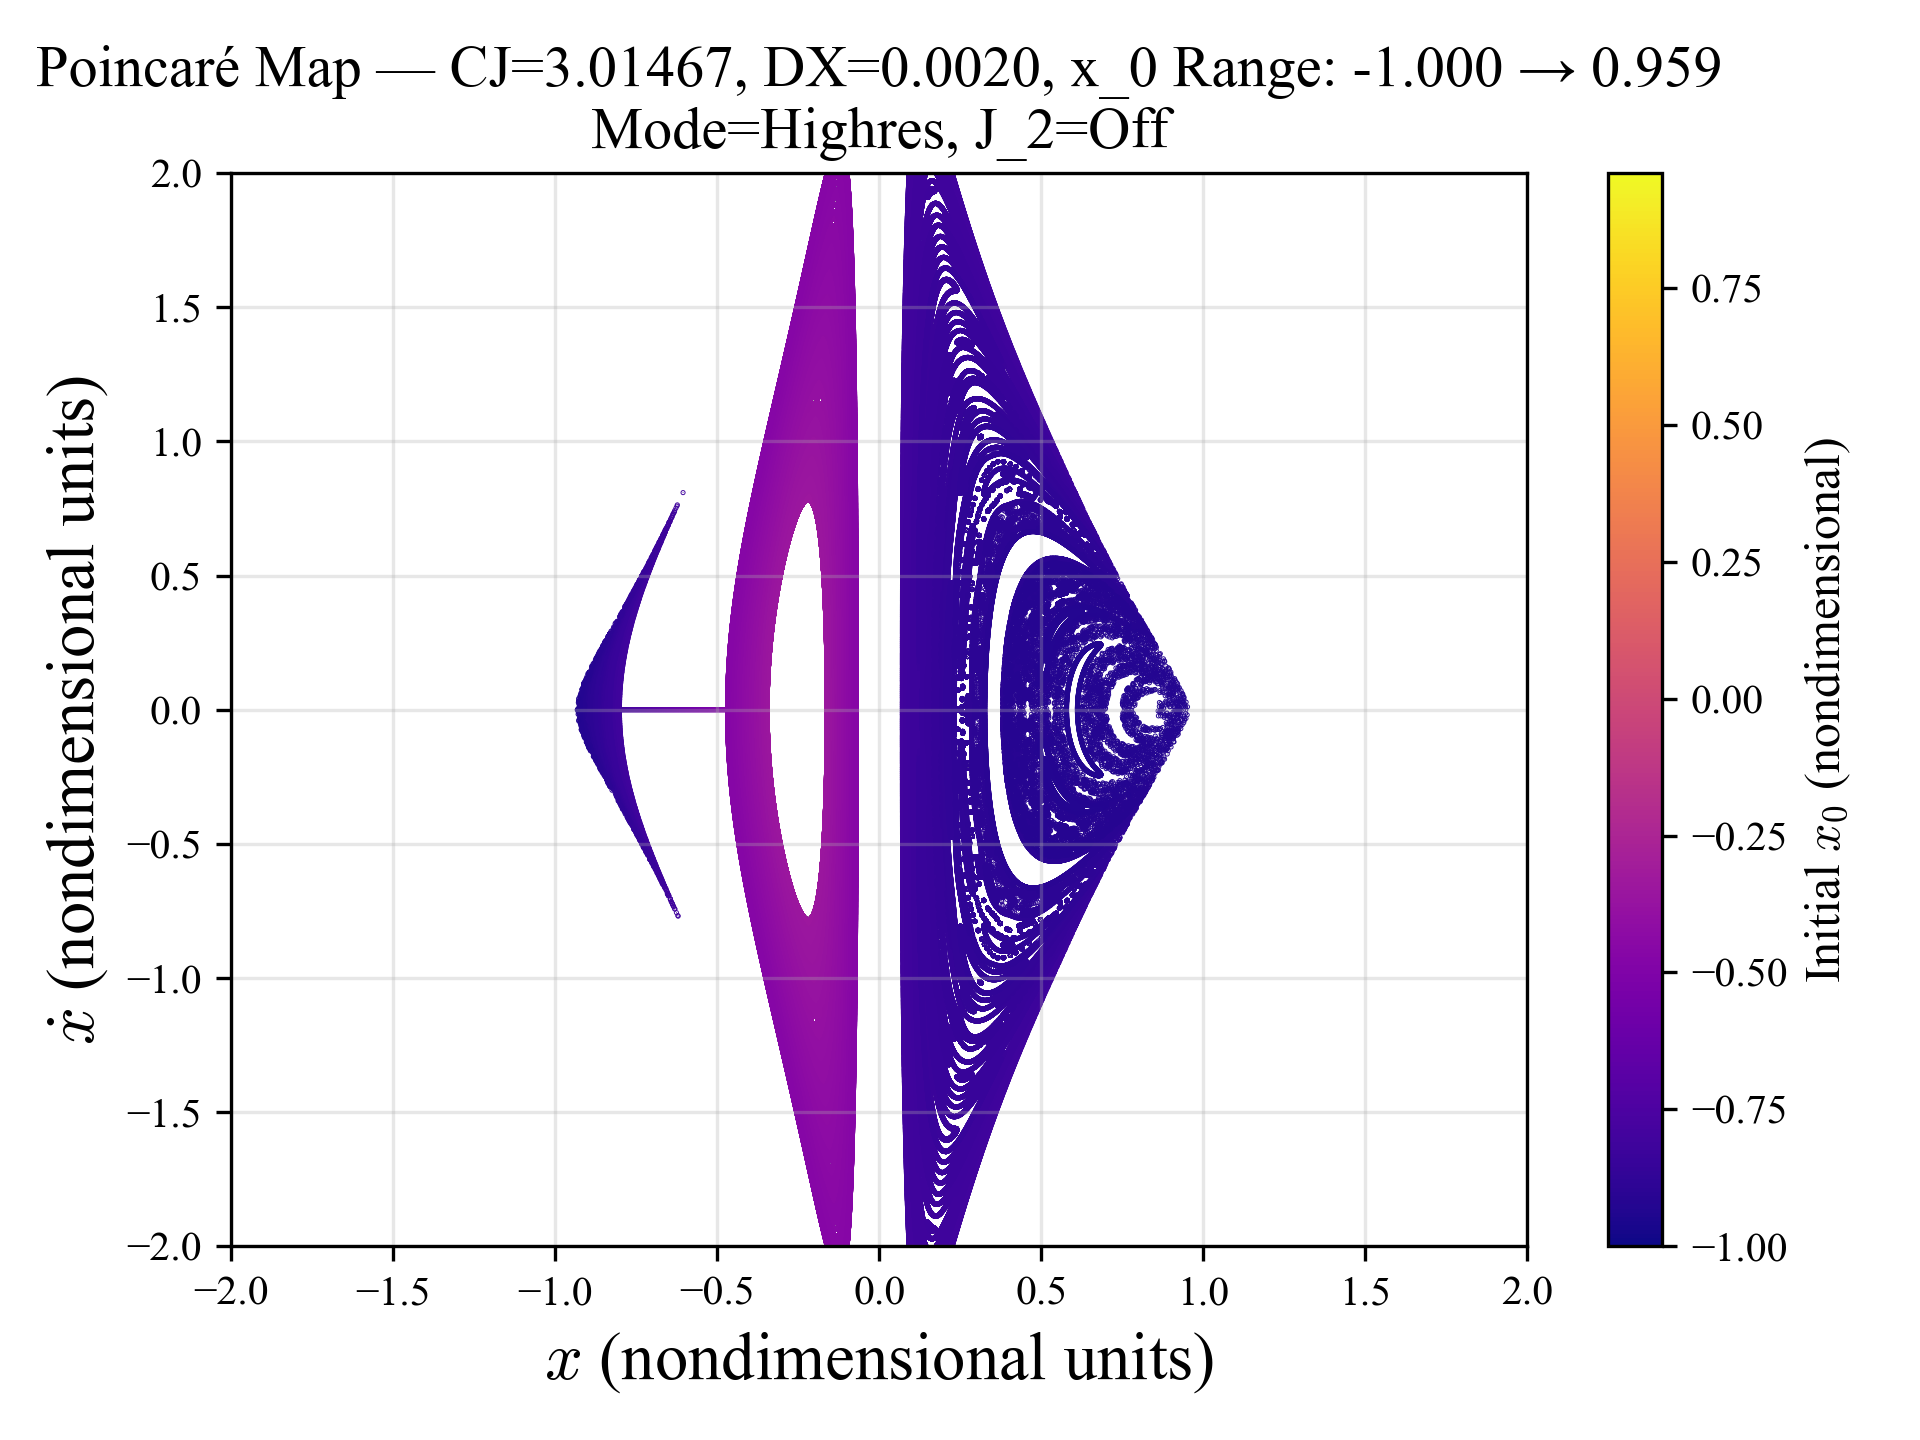 Poincaré Map — CJ=3.01467, DX=0.0020, x_0 Range: -1.000 → 0.959
Mode=Highres, J_2=Off
2.0
1.5
1.0
0.5
0.0
−0.5
−1.0
−1.5
−2.0
ẋ (nondimensional units)
−2.0 −1.5 −1.0 −0.5 0.0 0.5 1.0 1.5 2.0
x (nondimensional units)
0.75
0.50
0.25
0.00
−0.25
−0.50
−0.75
−1.00
Initial x₀ (nondimensional)